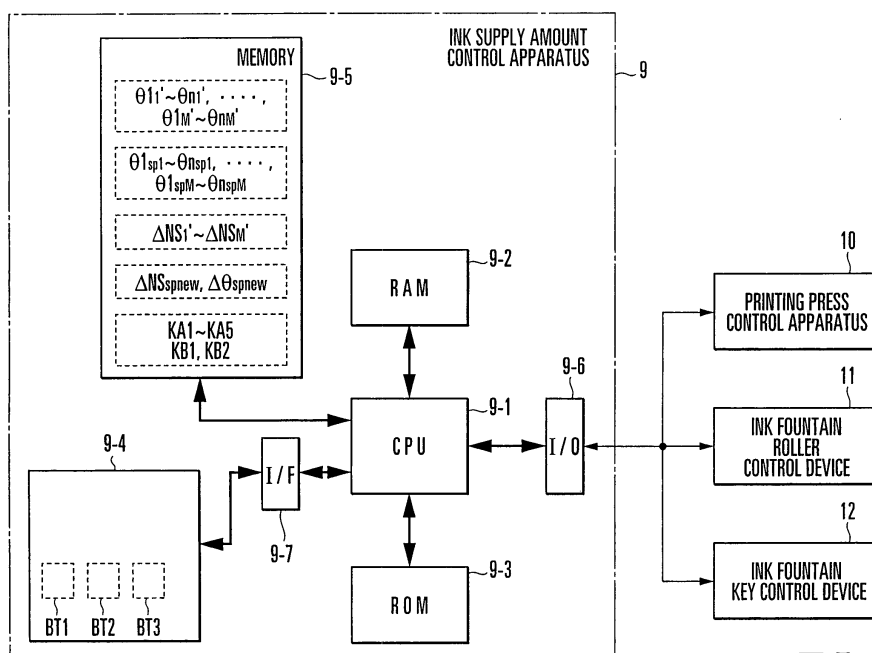 INK SUPPLY AMOUNT
CONTROL APPARATUS
9
MEMORY
9-5
θ1₁'~θn₁', ‥‥,
θ1M'~θnM'
θ1sp1~θnsp1, ‥‥,
θ1spM~θnspM
ΔNS₁'~ΔNSM'
ΔNSspnew, Δθspnew
KA1~KA5
KB1, KB2
RAM
9-2
CPU
9-1
9-6
I/O
ROM
9-3
9-4
BT1 BT2 BT3
I/F
9-7
10
PRINTING PRESS
CONTROL APPARATUS
11
INK FOUNTAIN
ROLLER
CONTROL DEVICE
12
INK FOUNTAIN
KEY CONTROL DEVICE